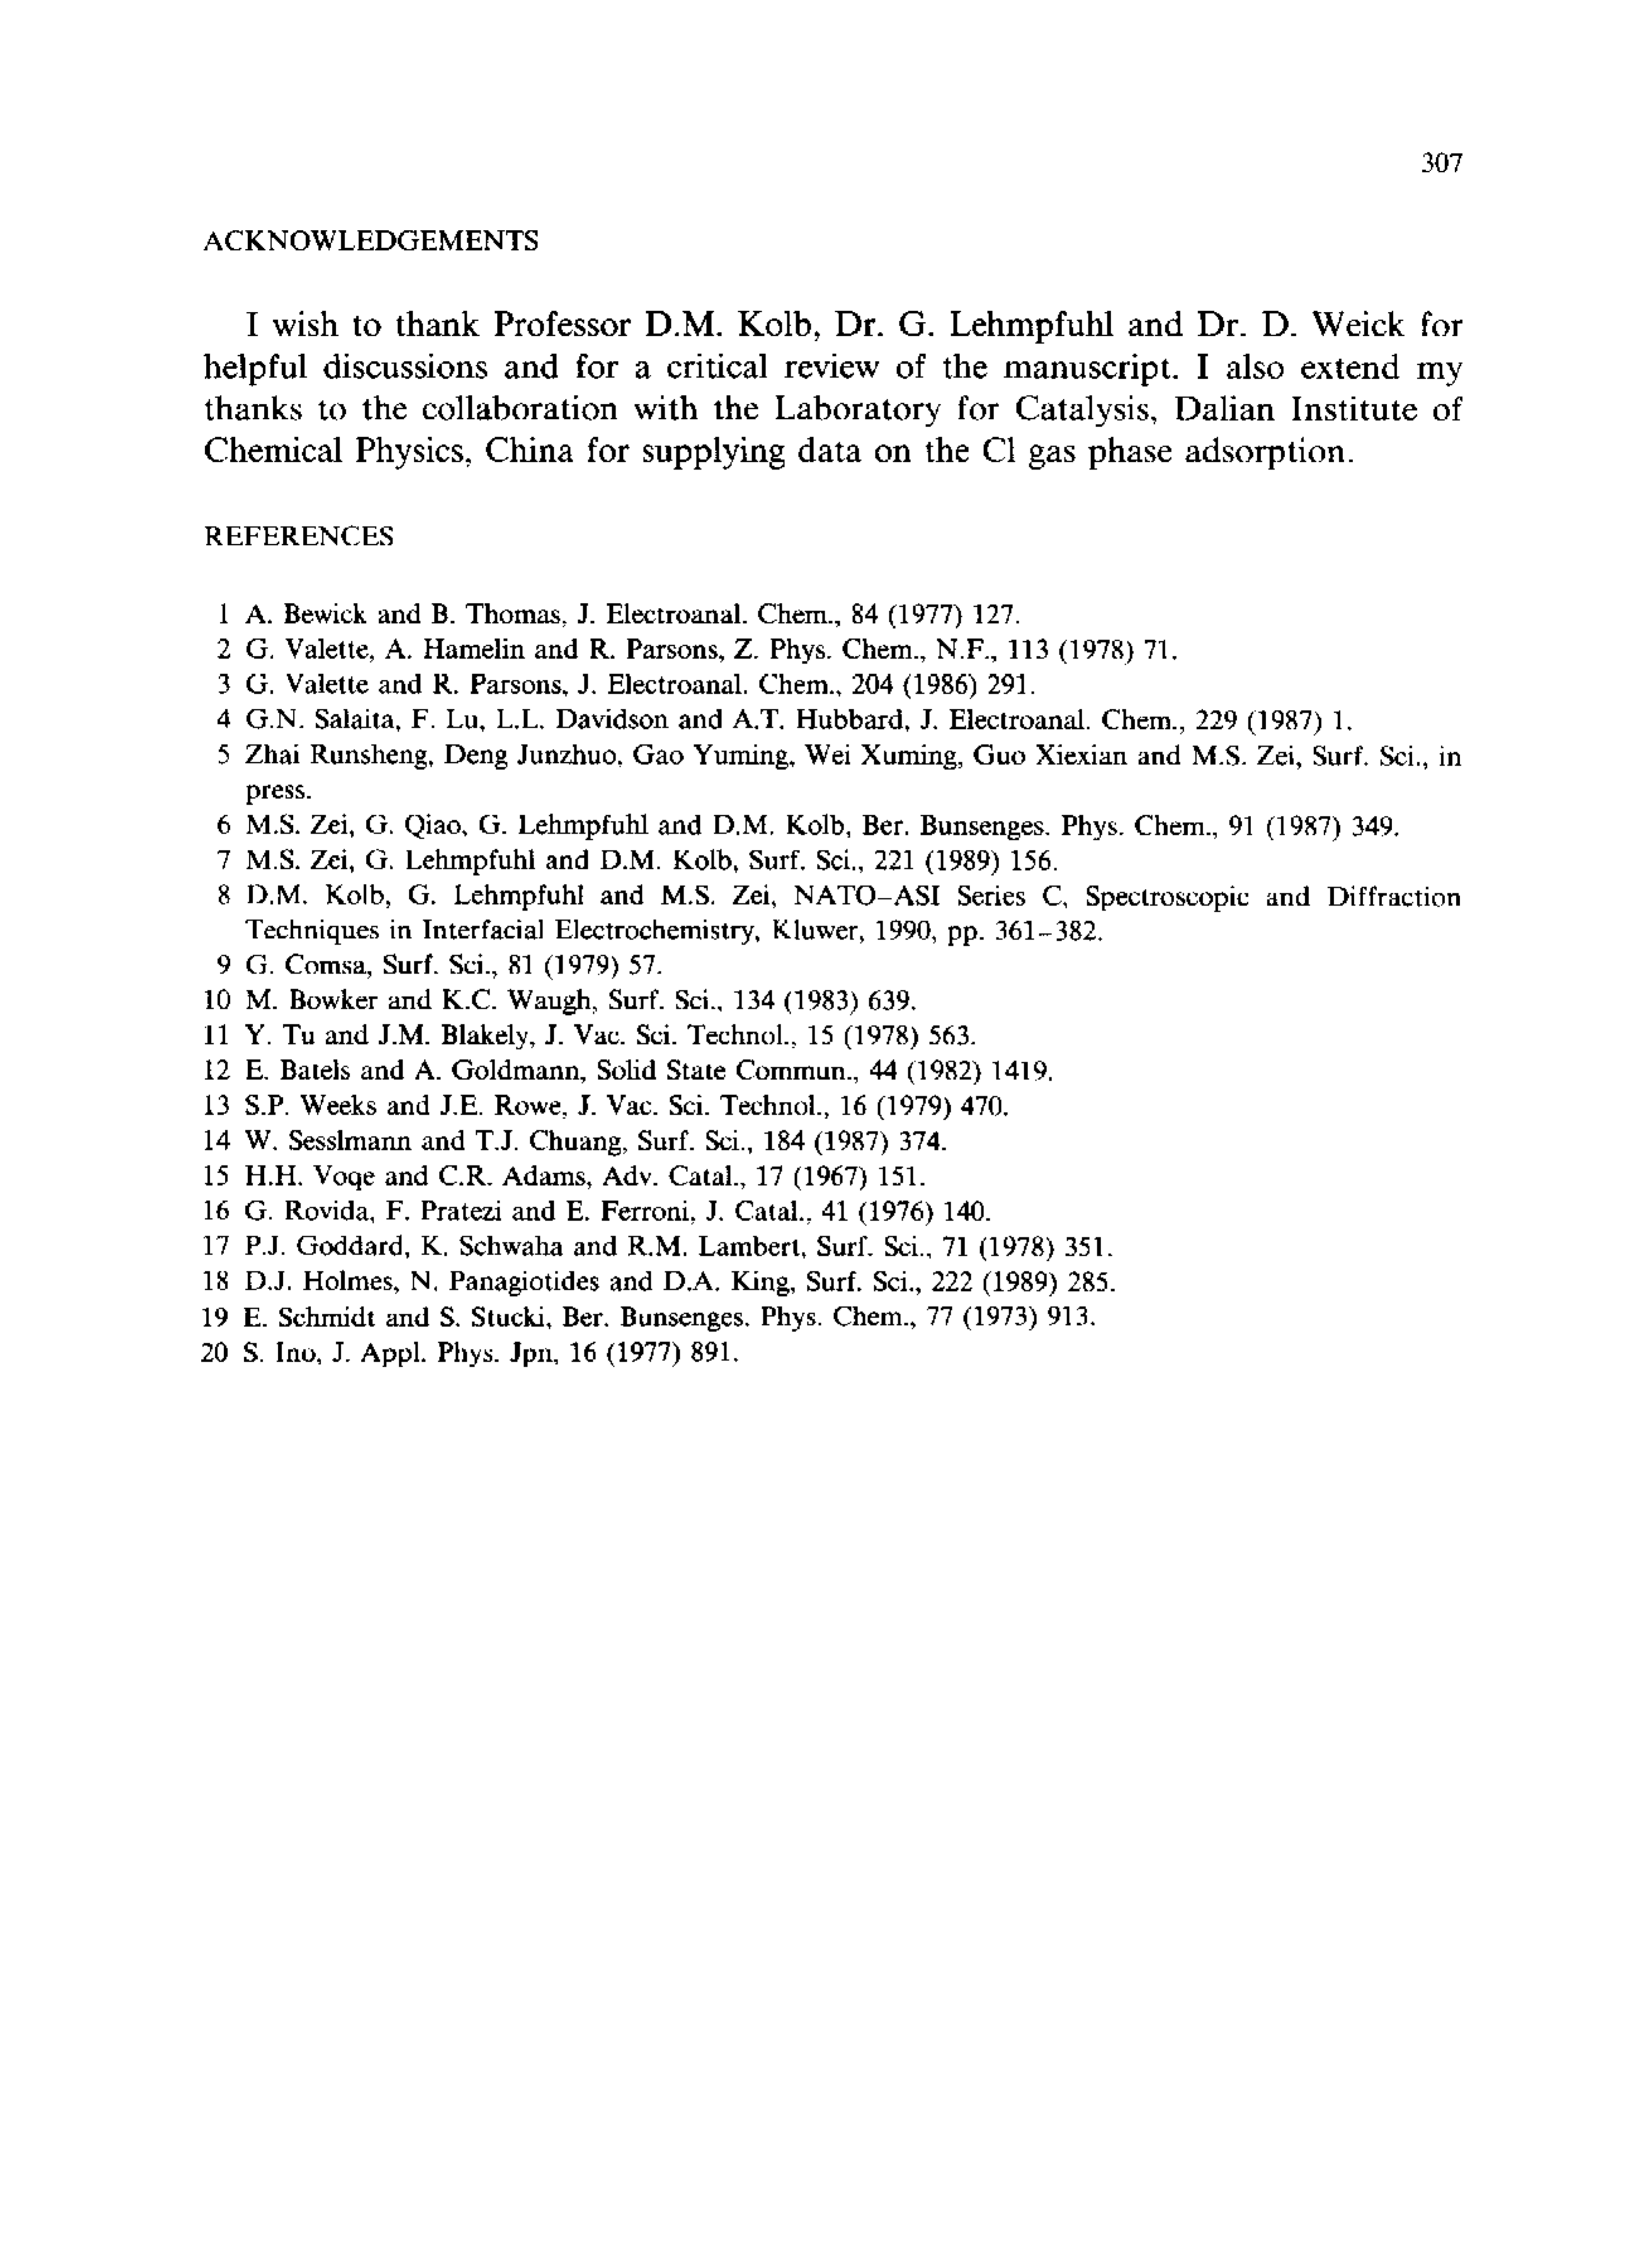 307
ACKNOWLEDGEMENTS
I wish to thank Professor D.M. Kolb, Dr. G. Lehmpfuhl and Dr. D. Weick for
helpful discussions and for a critical review of the manuscript. I also extend my
thanks to the collaboration with the Laboratory for Catalysis, Dalian Institute of
Chemical Physics, China for supplying data on the Cl gas phase adsorption.
REFERENCES
1 A. Bewick and B. Thomas, J. Electroanal. Chem., 84 (1977) 127.
2 G. Valette, A. Hamelin and R. Parsons, Z. Phys. Chem., N.F., 113 (1978) 71.
3 G. Valette and R. Parsons, J. Electroanal. Chem., 204 (1986) 291.
4 G.N. Salaita, F. Lu, L.L. Davidson and A.T. Hubbard, J. Electroanal. Chem., 229 (1987) 1.
5 Zhai Runsheng, Deng Junzhuo, Gao Yuming, Wei Xuming, Guo Xiexian and M.S. Zei, Surf. Sci., in
press.
6 M.S. Zei, G. Qiao, G. Lehmpfuhl and D.M. Kolb, Ber. Bunsenges. Phys. Chem., 91 (1987) 349.
7 M.S. Zei, G. Lehmpfuhl and D.M. Kolb, Surf. Sci., 221 (1989) 156.
8 D.M. Kolb, G. Lehmpfuhl and M.S. Zei, NATO–ASI Series C, Spectroscopic and Diffraction
Techniques in Interfacial Electrochemistry, Kluwer, 1990, pp. 361–382.
9 G. Comsa, Surf. Sci., 81 (1979) 57.
10 M. Bowker and K.C. Waugh, Surf. Sci., 134 (1983) 639.
11 Y. Tu and J.M. Blakely, J. Vac. Sci. Technol., 15 (1978) 563.
12 E. Batels and A. Goldmann, Solid State Commun., 44 (1982) 1419.
13 S.P. Weeks and J.E. Rowe, J. Vac. Sci. Technol., 16 (1979) 470.
14 W. Sesslmann and T.J. Chuang, Surf. Sci., 184 (1987) 374.
15 H.H. Voqe and C.R. Adams, Adv. Catal., 17 (1967) 151.
16 G. Rovida, F. Pratezi and E. Ferroni, J. Catal., 41 (1976) 140.
17 P.J. Goddard, K. Schwaha and R.M. Lambert, Surf. Sci., 71 (1978) 351.
18 D.J. Holmes, N. Panagiotides and D.A. King, Surf. Sci., 222 (1989) 285.
19 E. Schmidt and S. Stucki, Ber. Bunsenges. Phys. Chem., 77 (1973) 913.
20 S. Ino, J. Appl. Phys. Jpn, 16 (1977) 891.